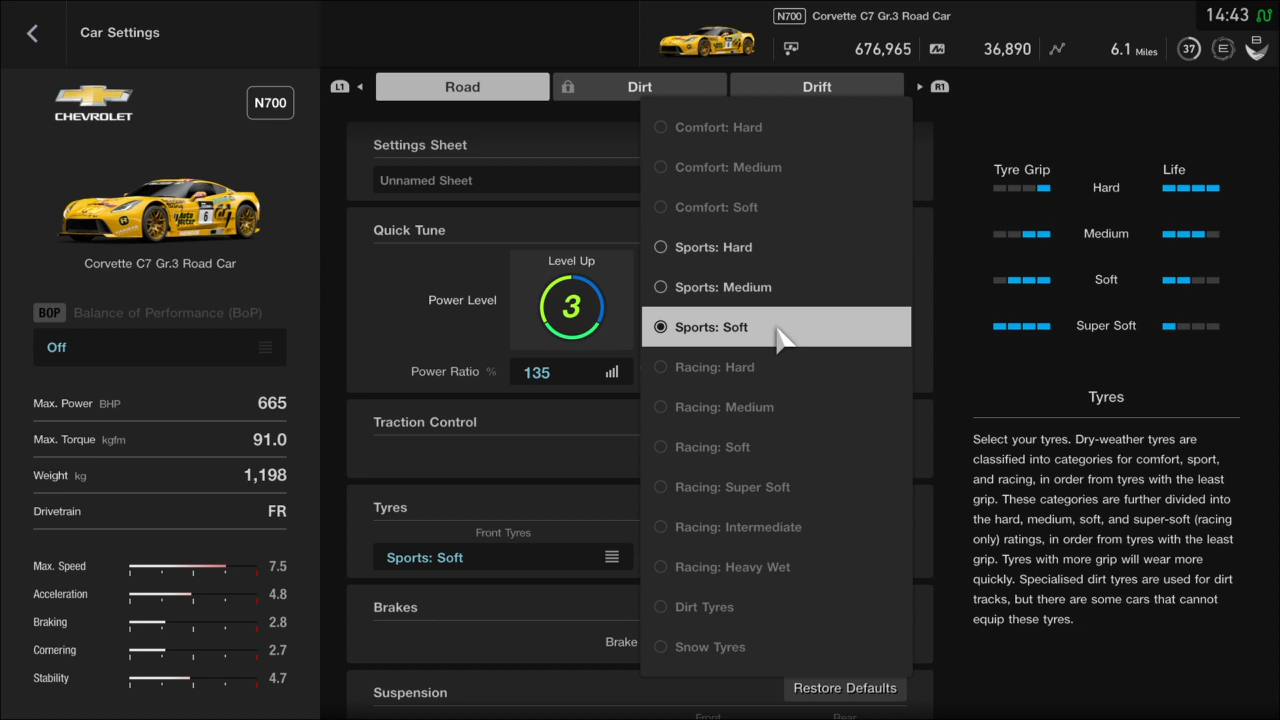 Car Settings
N700
Corvette C7 Gr.3 Road Car
676,965
36,890
6.1 Miles
37
E
B
14:43
CHEVROLET
N700
Corvette C7 Gr.3 Road Car
BOP Balance of Performance (BoP)
Off
Max. Power BHP 665
Max. Torque kgfm 91.0
Weight kg 1,198
Drivetrain FR
Max. Speed 7.5
Acceleration 4.8
Braking 2.8
Cornering 2.7
Stability 4.7
L1
Road
Dirt
Drift
R1
Settings Sheet
Unnamed Sheet
Quick Tune
Power Level
Level Up
3
Power Ratio % 135
Traction Control
Tyres
Front Tyres
Sports: Soft
Brakes
Brake
Suspension
Front
Rear
Comfort: Hard
Comfort: Medium
Comfort: Soft
Sports: Hard
Sports: Medium
Sports: Soft
Racing: Hard
Racing: Medium
Racing: Soft
Racing: Super Soft
Racing: Intermediate
Racing: Heavy Wet
Dirt Tyres
Snow Tyres
Restore Defaults
Tyre Grip
Life
Hard
Medium
Soft
Super Soft
Tyres
Select your tyres. Dry-weather tyres are
classified into categories for comfort, sport,
and racing, in order from tyres with the least
grip. These categories are further divided into
the hard, medium, soft, and super-soft (racing
only) ratings, in order from tyres with the least
grip. Tyres with more grip will wear more
quickly. Specialised dirt tyres are used for dirt
tracks, but there are some cars that cannot
equip these tyres.